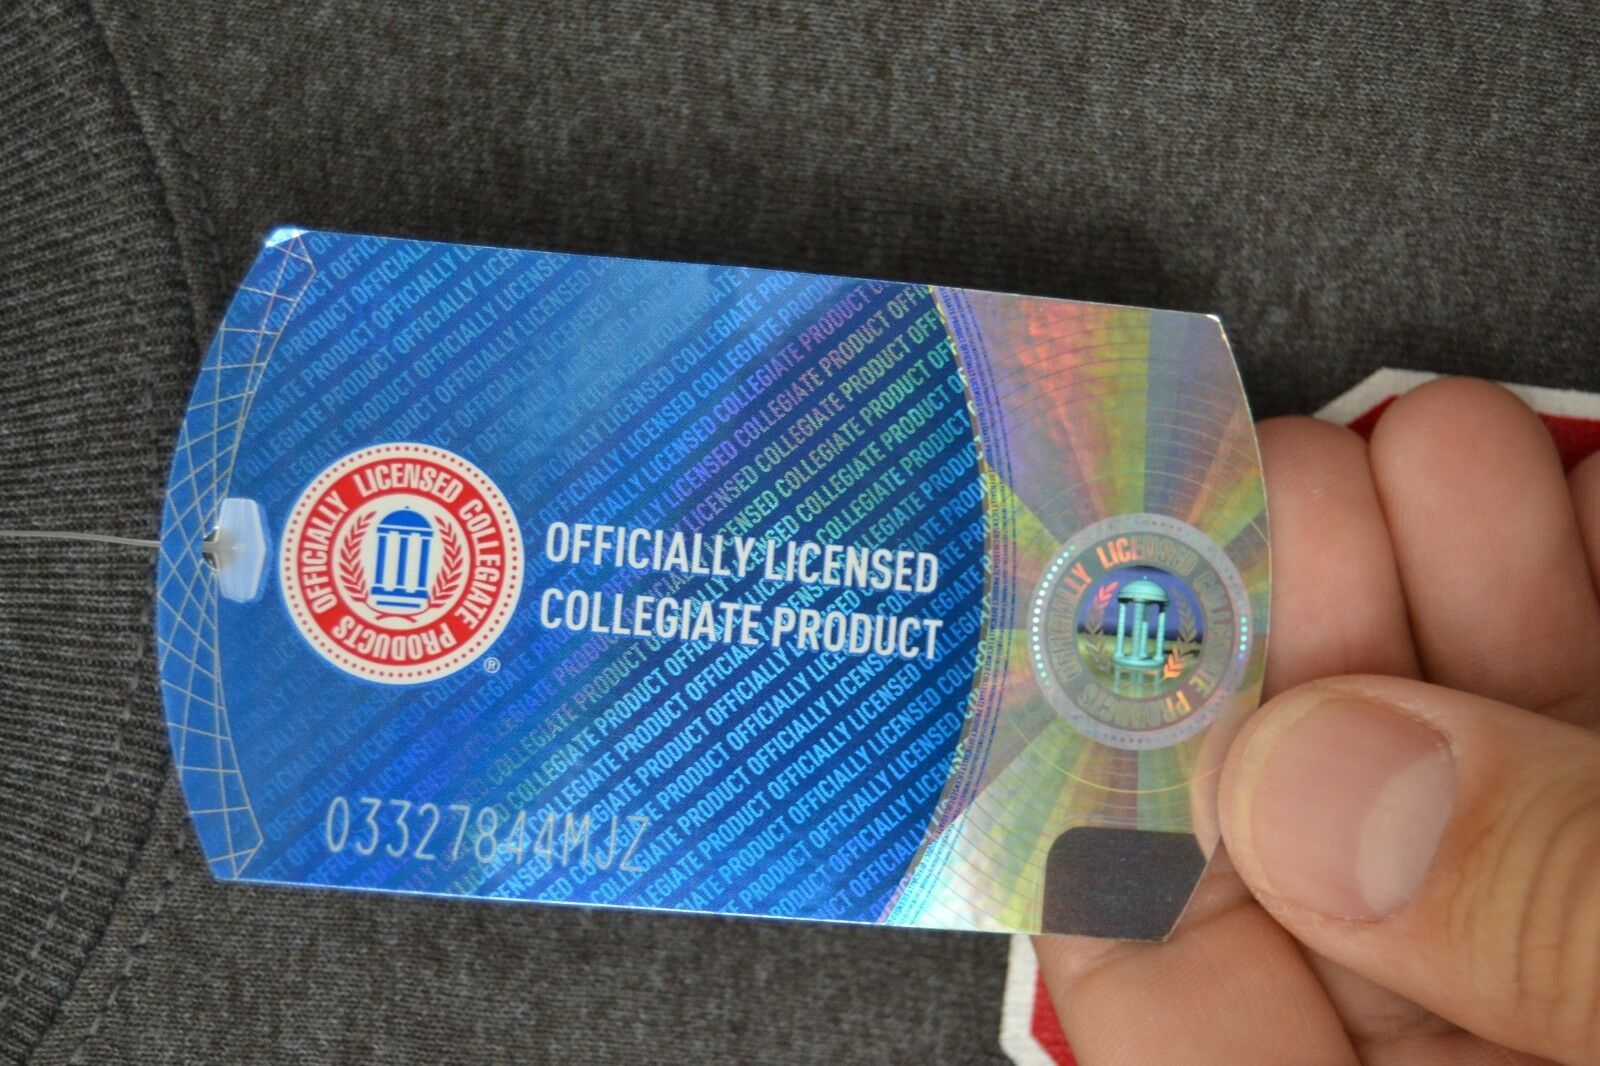 OFFICIALLY LICENSED COLLEGIATE PRODUCTS
®
OFFICIALLY LICENSED
COLLEGIATE PRODUCT
OFFICIALLY LICENSED COLLEGIATE PRODUCTS
03327844MJZ